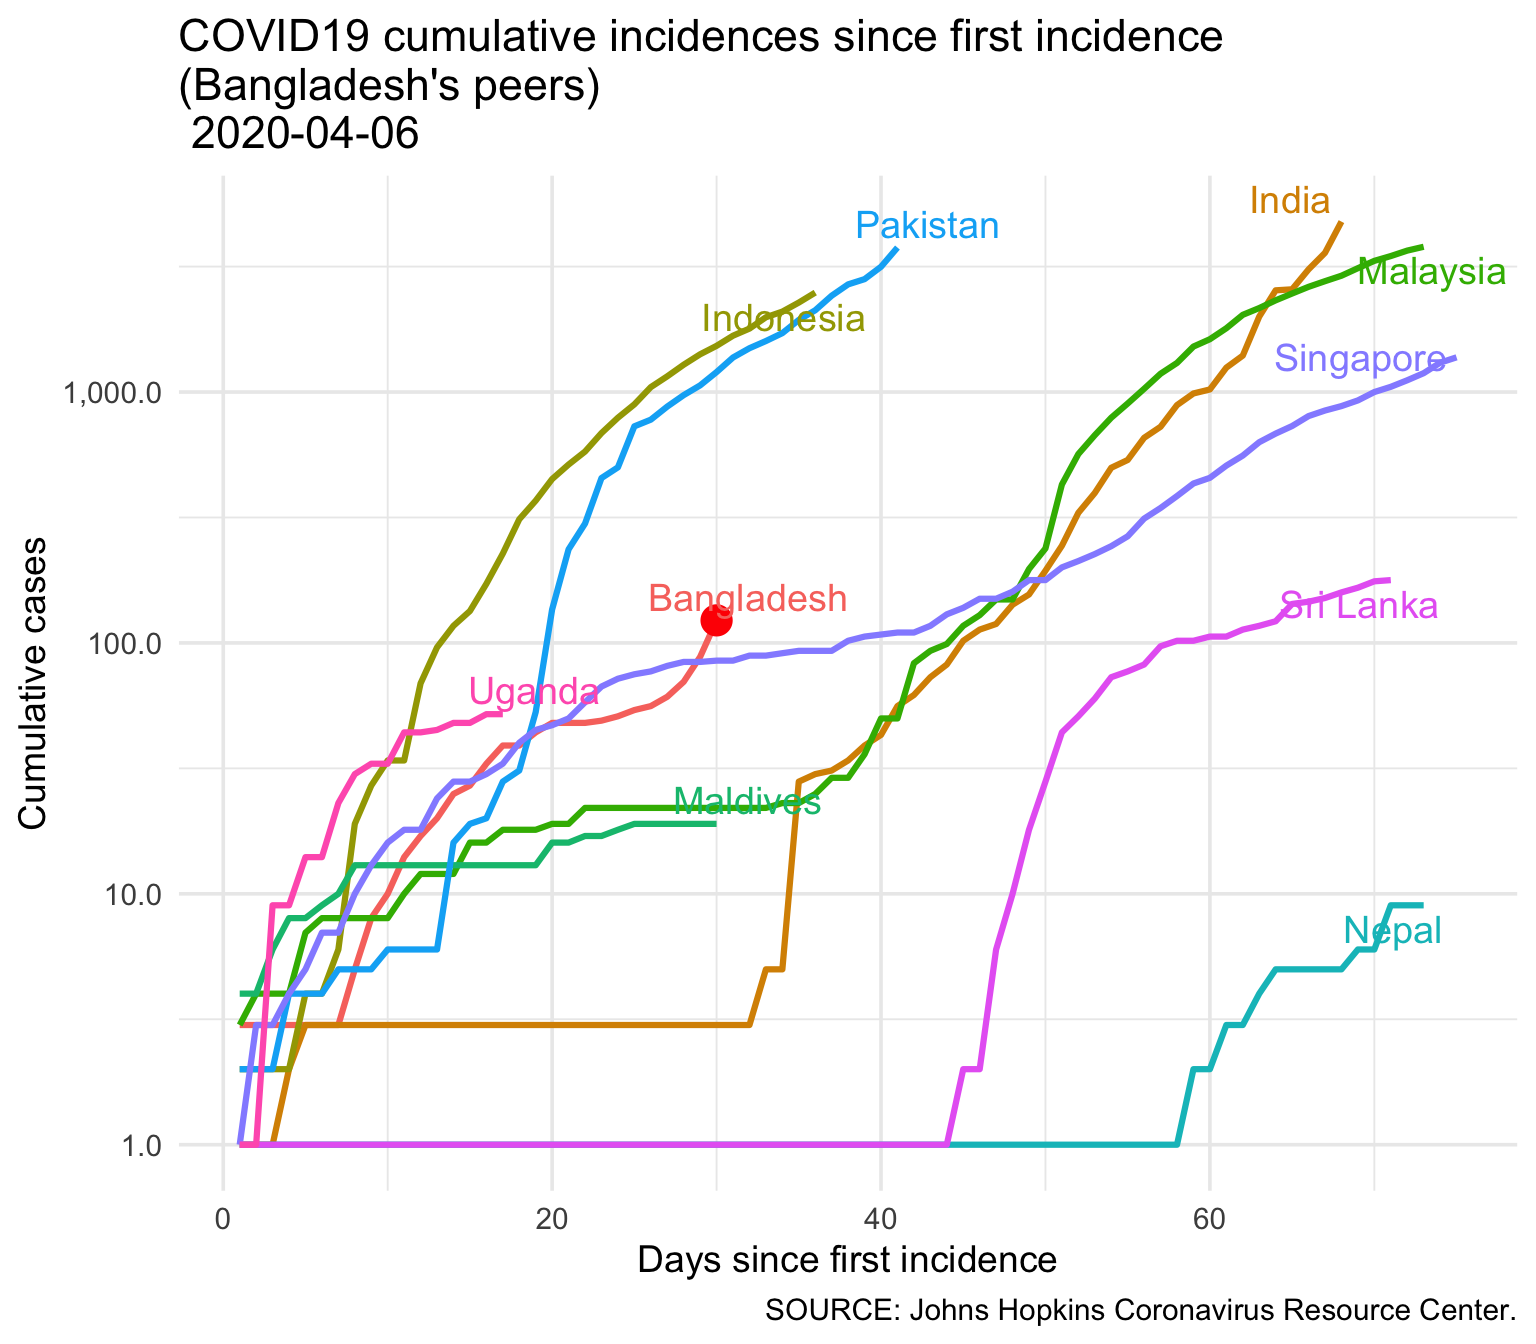 COVID19 cumulative incidences since first incidence
(Bangladesh's peers)
2020-04-06
India
Pakistan
Malaysia
Indonesia
Singapore
1,000.0
Bangladesh
Sri Lanka
100.0
Uganda
Maldives
10.0
Nepal
1.0
Cumulative cases
0 20 40 60
Days since first incidence
SOURCE: Johns Hopkins Coronavirus Resource Center.